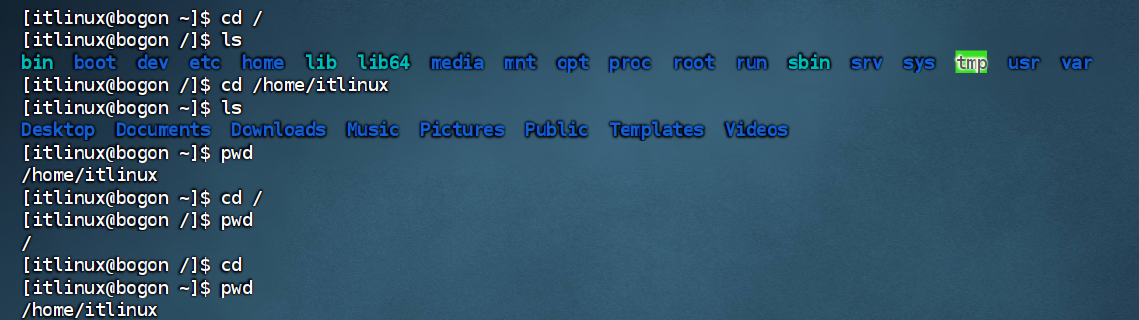 [itlinux@bogon ~]$ cd /
[itlinux@bogon /]$ ls
bin boot dev etc home lib lib64 media mnt opt proc root run sbin srv sys tmp usr var
[itlinux@bogon /]$ cd /home/itlinux
[itlinux@bogon ~]$ ls
Desktop Documents Downloads Music Pictures Public Templates Videos
[itlinux@bogon ~]$ pwd
/home/itlinux
[itlinux@bogon ~]$ cd /
[itlinux@bogon /]$ pwd
/
[itlinux@bogon /]$ cd
[itlinux@bogon ~]$ pwd
/home/itlinux